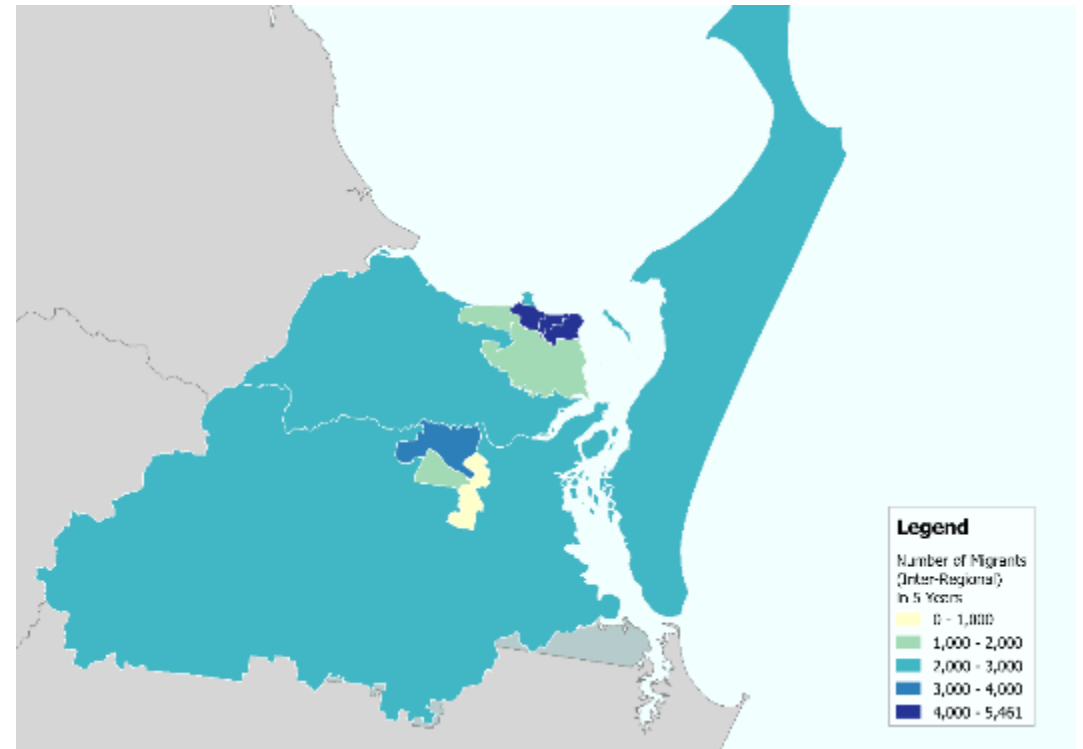 Legend
Number of Migrants
(Inter-Regional)
in 5 Years
0 - 1,000
1,000 - 2,000
2,000 - 3,000
3,000 - 4,000
4,000 - 5,461